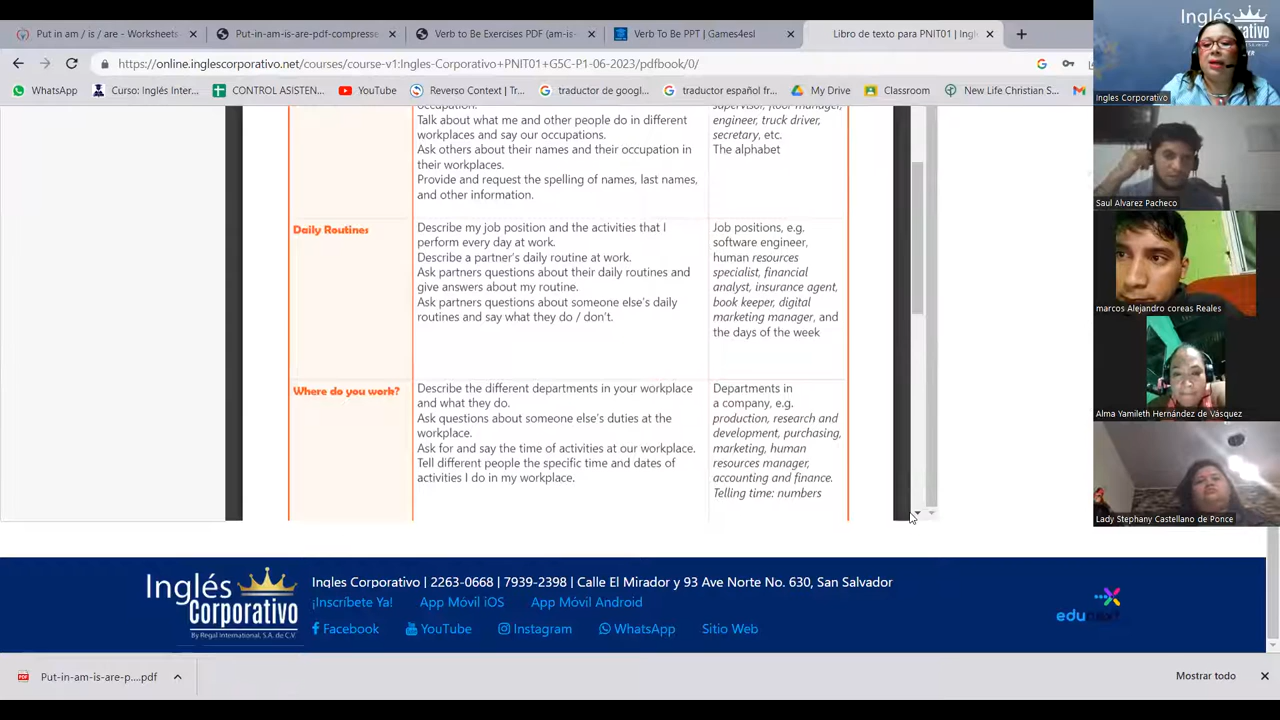 Put in am / is / are - Worksheets
Put-in-am-is-are-pdf-compresse
Verb to Be Exercises PDF (am-is-
Verb To Be PPT | Games4esl
Libro de texto para PNIT01 | Ingl
https://online.inglescorporativo.net/courses/course-v1:Ingles-Corporativo+PNIT01+G5C-P1-06-2023/pdfbook/0/
WhatsApp
Curso: Inglés Inter...
CONTROL ASISTEN...
YouTube
Reverso Context | Tr...
traductor de googl...
traductor español fr...
My Drive
Classroom
New Life Christian S...
occupation.
Talk about what me and other people do in different
workplaces and say our occupations.
Ask others about their names and their occupation in
their workplaces.
Provide and request the spelling of names, last names,
and other information.
supervisor, floor manager,
engineer, truck driver,
secretary, etc.
The alphabet
Daily Routines
Describe my job position and the activities that I
perform every day at work.
Describe a partner's daily routine at work.
Ask partners questions about their daily routines and
give answers about my routine.
Ask partners questions about someone else's daily
routine and say what they do / don't.
Job positions, e.g.
software engineer,
human resources
specialist, financial
analyst, insurance agent,
book keeper, digital
marketing manager, and
the days of the week
Where do you work?
Describe the different departments in your workplace
and what they do.
Ask questions about someone else's duties at the
workplace.
Ask for and say the time of activities at our workplace.
Tell different people the specific time and dates of
activities I do in my workplace.
Departments in
a company, e.g.
production, research and
development, purchasing,
marketing, human
resources manager,
accounting and finance.
Telling time: numbers
Inglés
Corporativo
By Regal International, S.A. de C.V.
Ingles Corporativo | 2263-0668 | 7939-2398 | Calle El Mirador y 93 Ave Norte No. 630, San Salvador
¡Inscríbete Ya!
App Móvil iOS
App Móvil Android
Facebook
YouTube
Instagram
WhatsApp
Sitio Web
Put-in-am-is-are-p....pdf
Mostrar todo
Inglés
Ingles Corporativo
Saul Alvarez Pacheco
marcos Alejandro coreas Reales
Alma Yamileth Hernández de Vásquez
Lady Stephany Castellano de Ponce